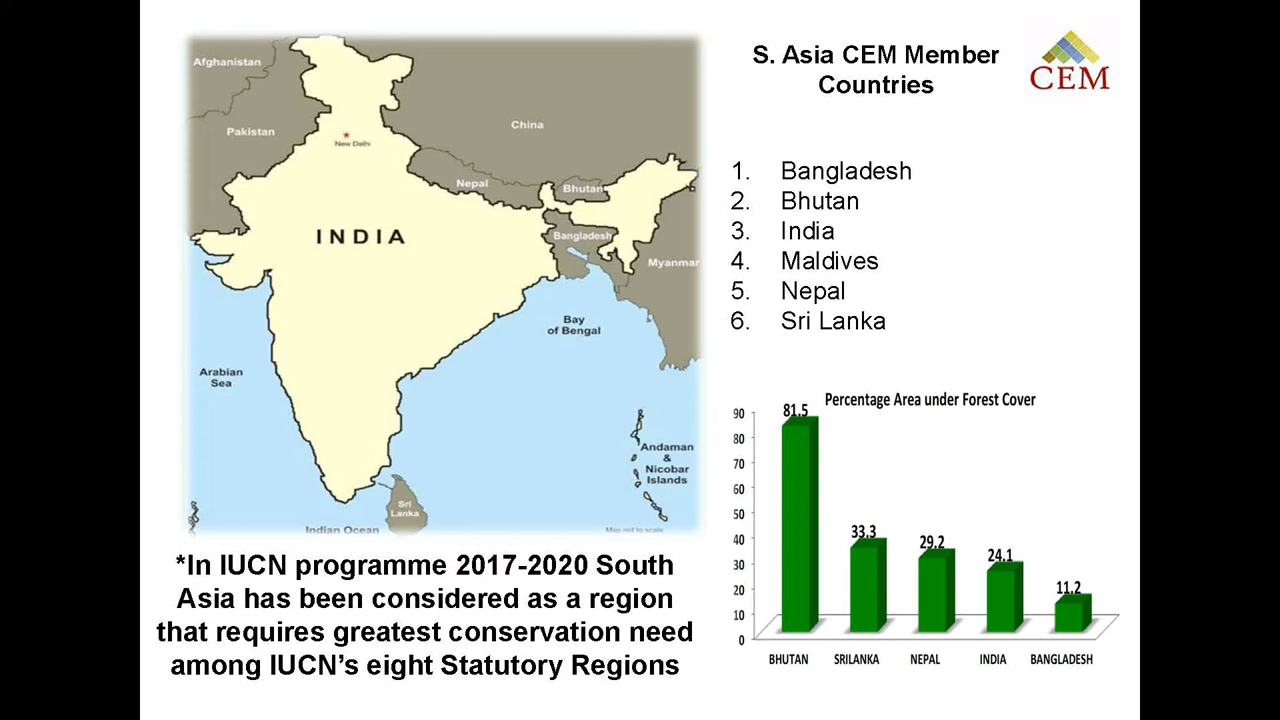 S. Asia CEM Member
Countries
CEM
Afghanistan
Pakistan
China
New Delhi
Nepal
Bhutan
INDIA
Bangladesh
Myanmar
Bay
of Bengal
Arabian
Sea
Andaman
&
Nicobar
Islands
Sri
Lanka
Indian Ocean
Map not to scale
1. Bangladesh
2. Bhutan
3. India
4. Maldives
5. Nepal
6. Sri Lanka
Percentage Area under Forest Cover
90
80
70
60
50
40
30
20
10
0
81.5
33.3
29.2
24.1
11.2
BHUTAN SRILANKA NEPAL INDIA BANGLADESH
*In IUCN programme 2017-2020 South
Asia has been considered as a region
that requires greatest conservation need
among IUCN's eight Statutory Regions